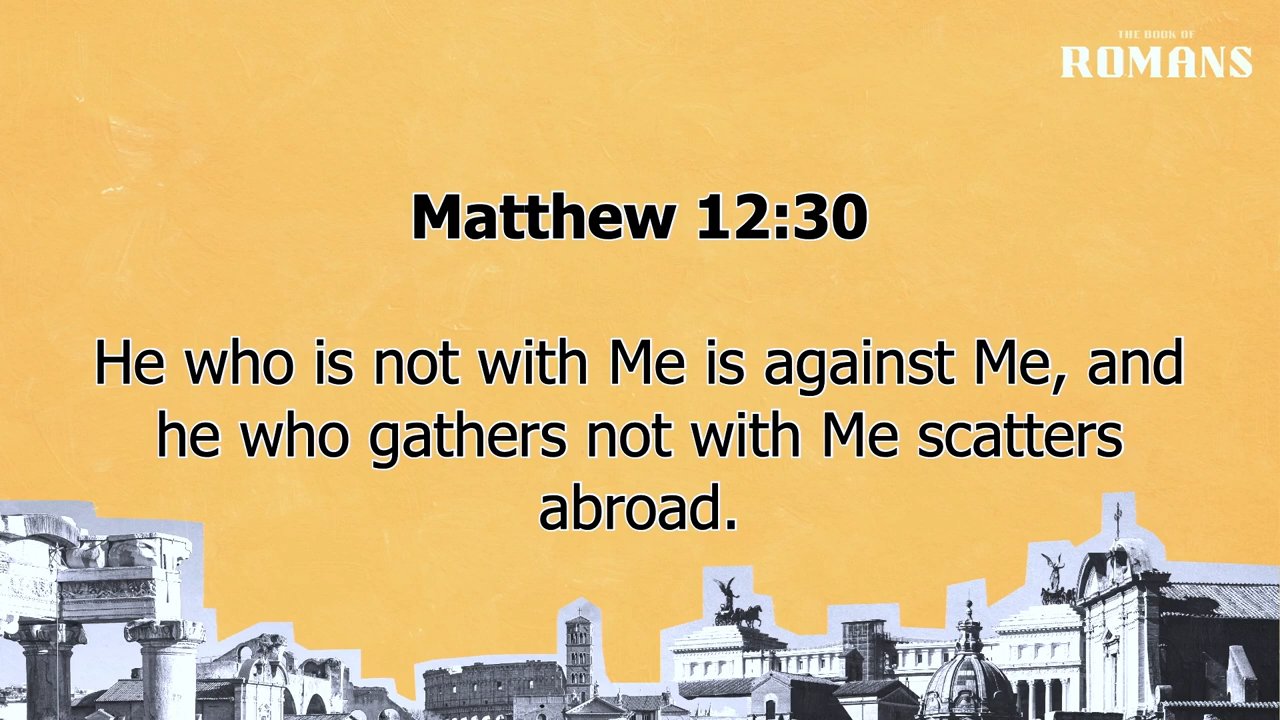 THE BOOK OF
ROMANS
Matthew 12:30
He who is not with Me is against Me, and
he who gathers not with Me scatters
abroad.